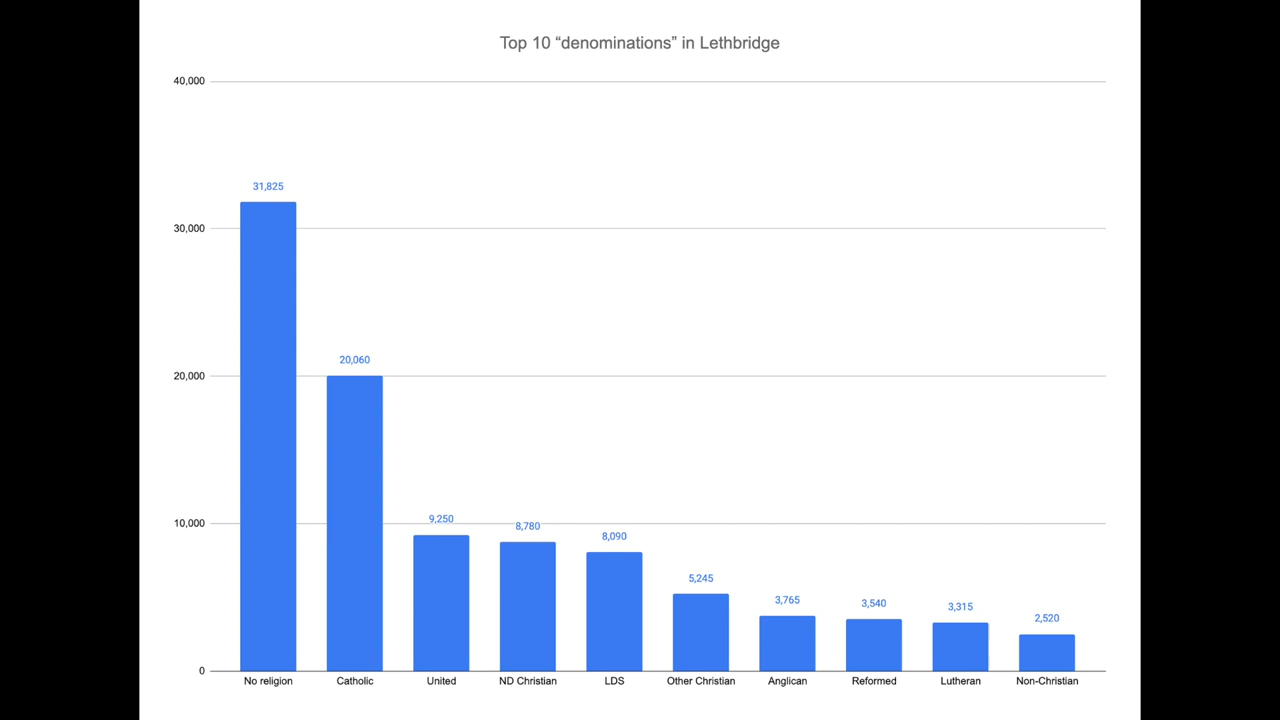 Top 10 “denominations” in Lethbridge
40,000
30,000
20,000
10,000
0
31,825
20,060
9,250
8,780
8,090
5,245
3,765
3,540
3,315
2,520
No religion
Catholic
United
ND Christian
LDS
Other Christian
Anglican
Reformed
Lutheran
Non-Christian